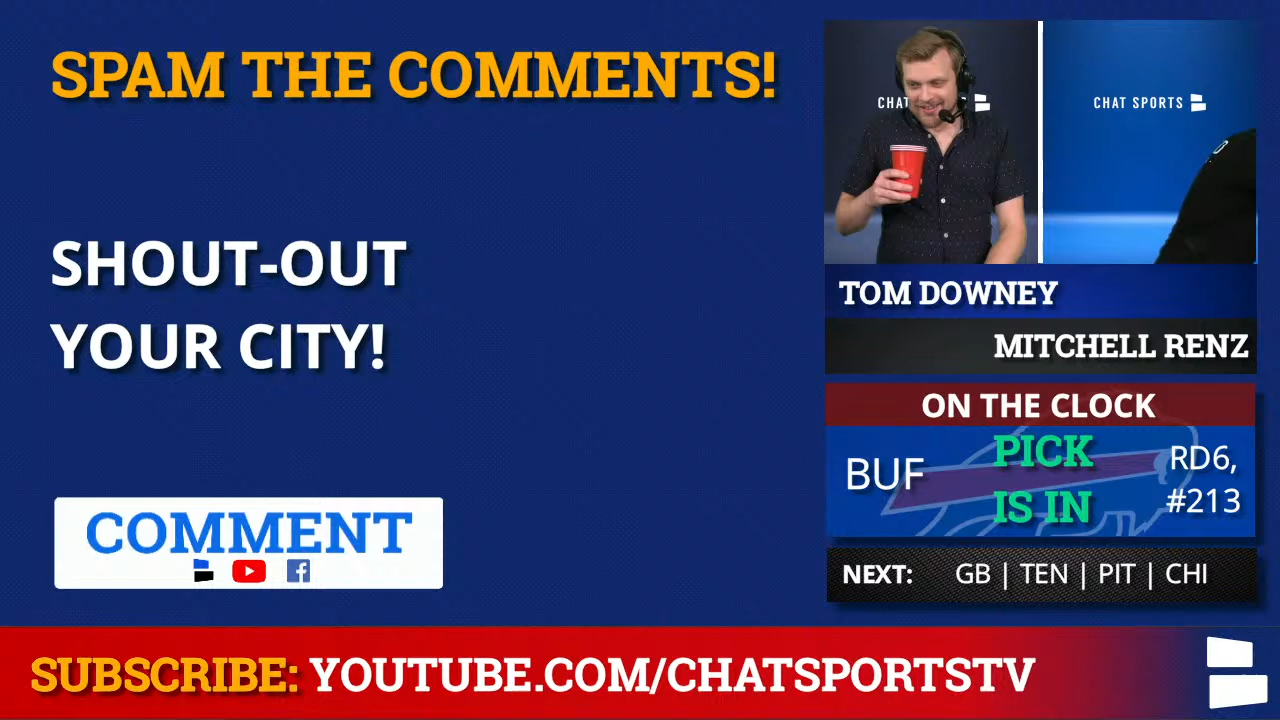 SPAM THE COMMENTS!
SHOUT-OUT
YOUR CITY!
COMMENT
CHAT SPORTS
TOM DOWNEY
MITCHELL RENZ
ON THE CLOCK
BUF
PICK
IS IN
RD6,
#213
NEXT: GB | TEN | PIT | CHI
SUBSCRIBE: YOUTUBE.COM/CHATSPORTSTV